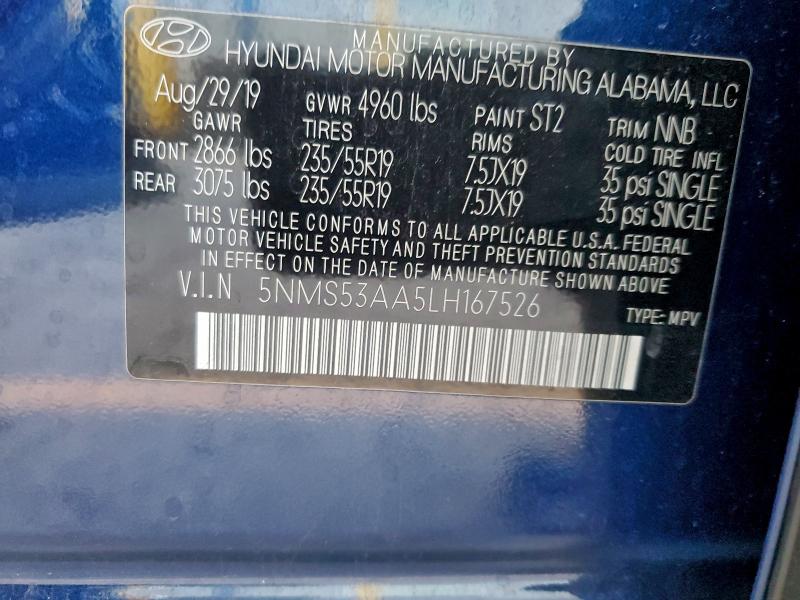 MANUFACTURED BY
HYUNDAI MOTOR MANUFACTURING ALABAMA, LLC
Aug/29/19 GVWR 4960 lbs PAINT ST2 TRIM NNB
GAWR TIRES RIMS COLD TIRE INFL
FRONT 2866 lbs 235/55R19 7.5JX19 35 psi SINGLE
REAR 3075 lbs 235/55R19 7.5JX19 35 psi SINGLE
THIS VEHICLE CONFORMS TO ALL APPLICABLE U.S.A. FEDERAL
MOTOR VEHICLE SAFETY AND THEFT PREVENTION STANDARDS
IN EFFECT ON THE DATE OF MANUFACTURE SHOWN ABOVE
V.I.N 5NMS53AA5LH167526 TYPE: MPV